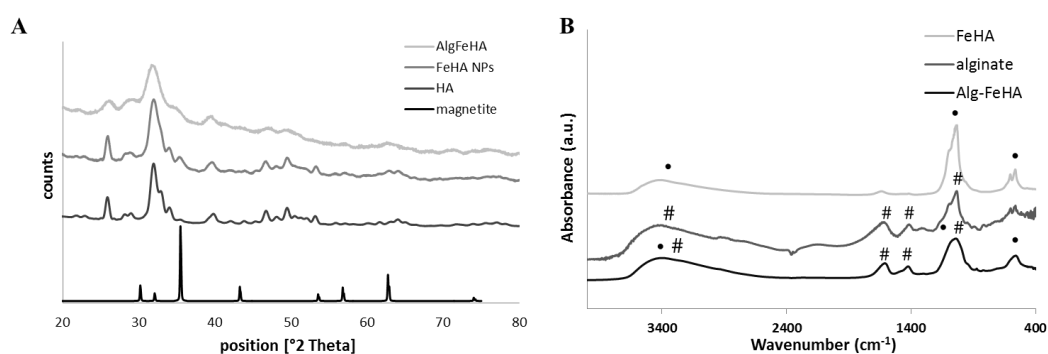 A
AlgFeHA
FeHA NPs
HA
magnetite
counts
20 30 40 50 60 70 80
position [°2 Theta]
B
FeHA
alginate
Alg-FeHA
Absorbance (a.u.)
•
•
•
#
#
# #
• #
• #
•
# #
3400 2400 1400 400
Wavenumber (cm-1)